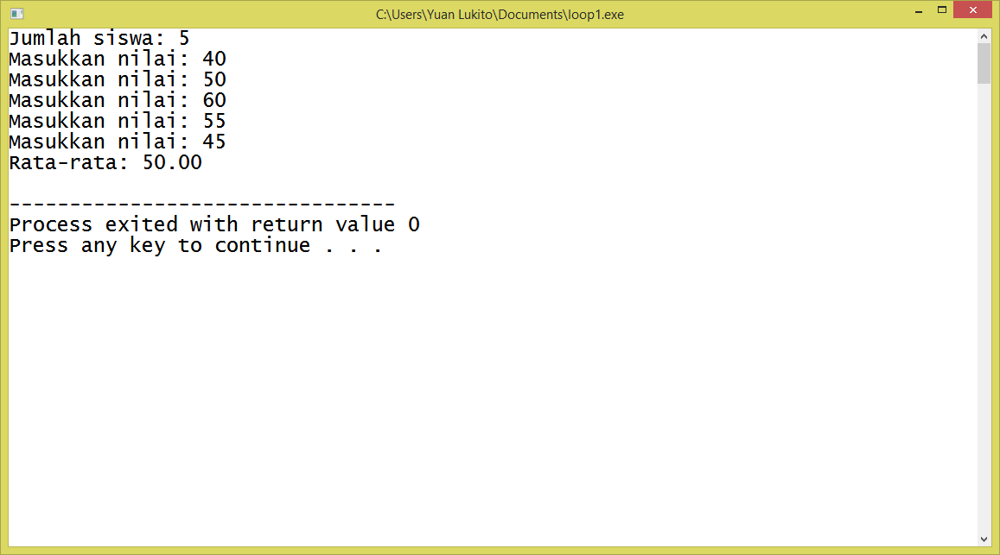 C:\Users\Yuan Lukito\Documents\loop1.exe
Jumlah siswa: 5
Masukkan nilai: 40
Masukkan nilai: 50
Masukkan nilai: 60
Masukkan nilai: 55
Masukkan nilai: 45
Rata-rata: 50.00
--------------------------------
Process exited with return value 0
Press any key to continue . . .